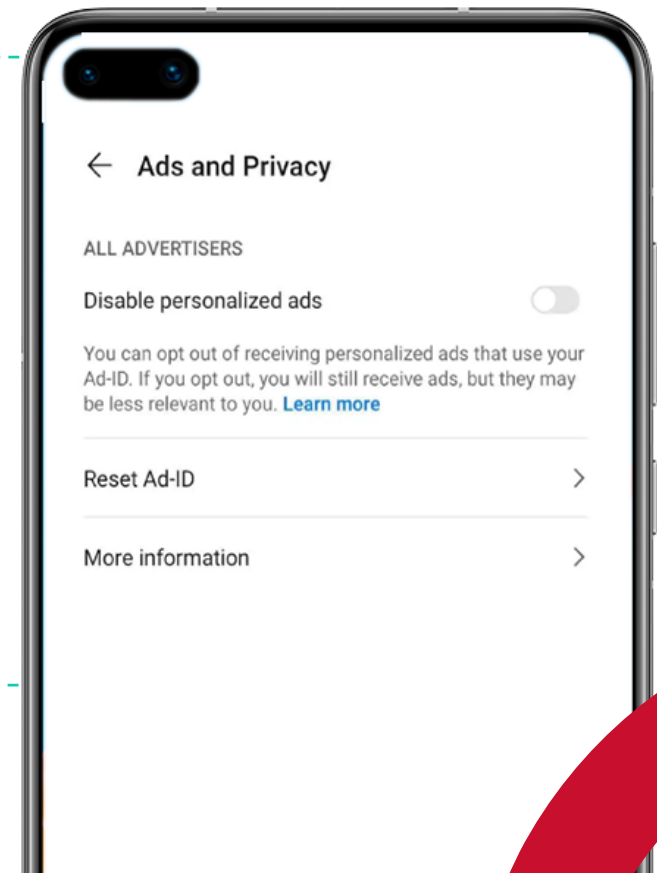 Ads and Privacy
ALL ADVERTISERS
Disable personalized ads
You can opt out of receiving personalized ads that use your
Ad-ID. If you opt out, you will still receive ads, but they may
be less relevant to you. Learn more
Reset Ad-ID
More information